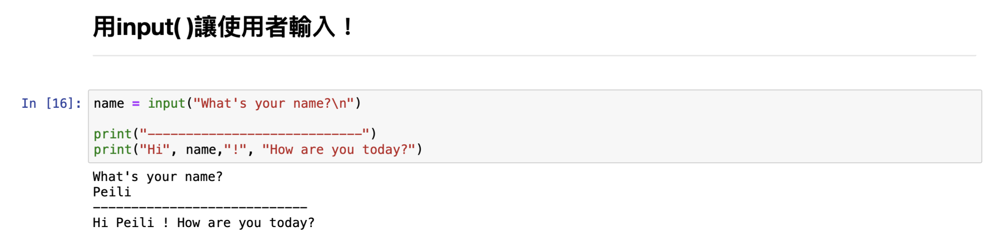 用input( )讓使用者輸入！
In [16]:
name = input("What's your name?\n")
print("----------------------------")
print("Hi", name,"!", "How are you today?")
What's your name?
Peili
----------------------------
Hi Peili ! How are you today?